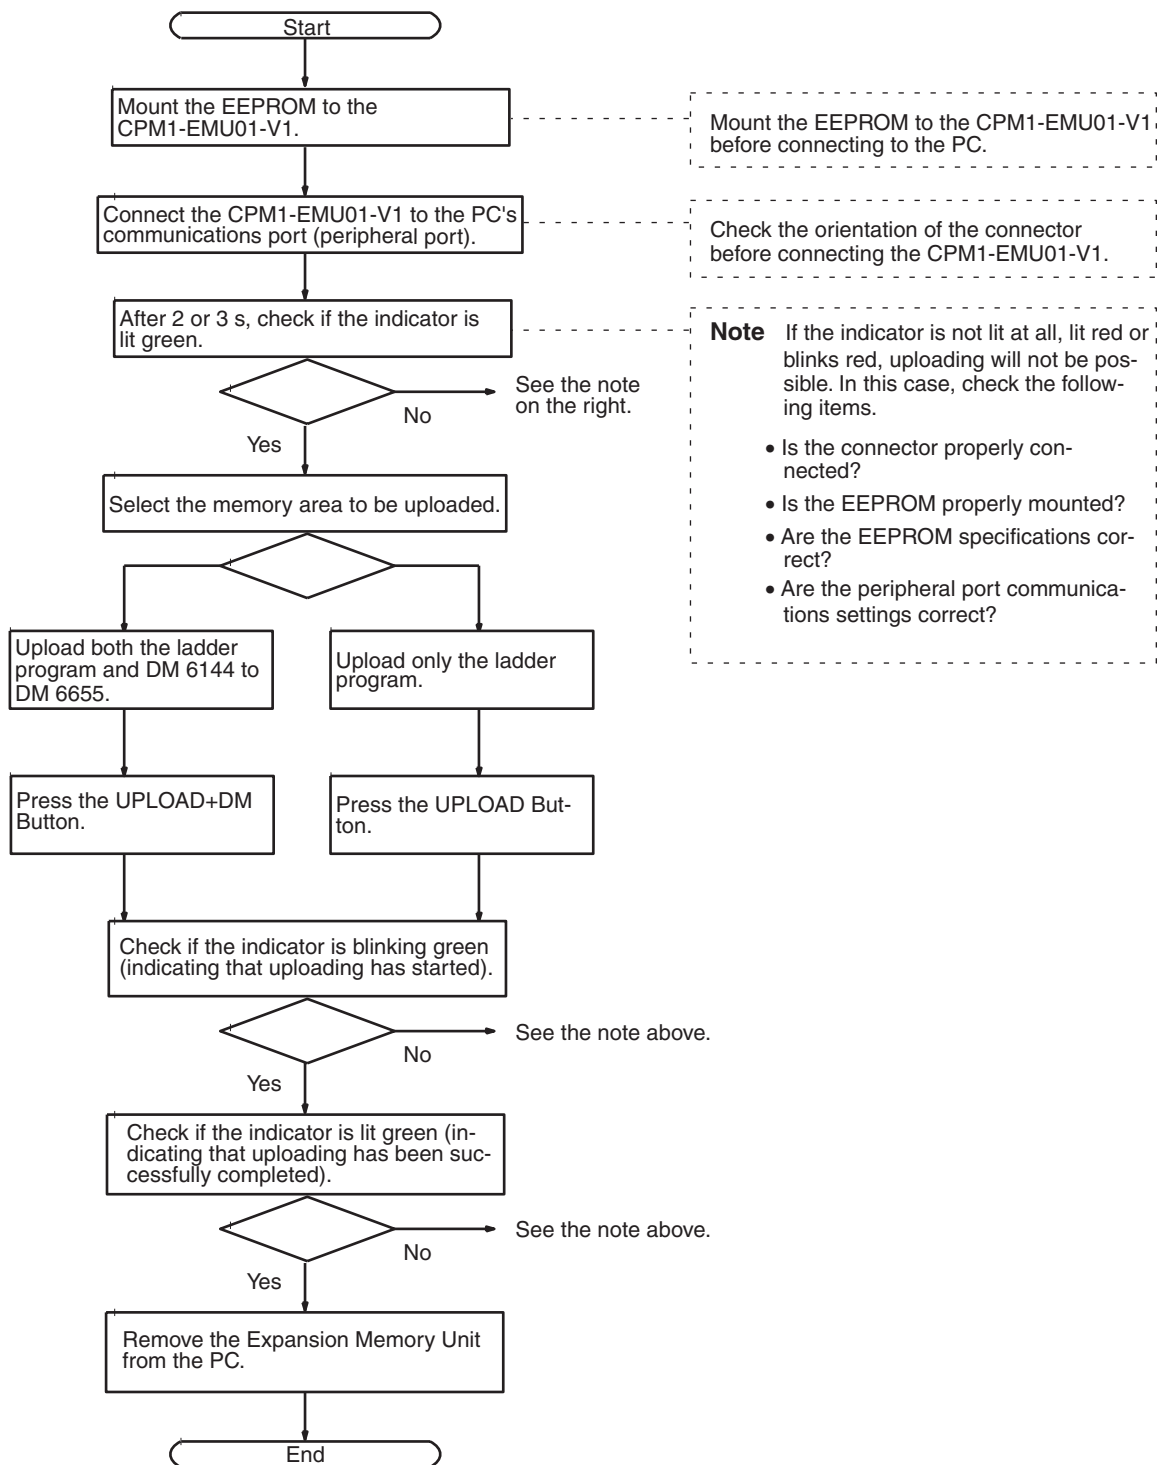 Start
Mount the EEPROM to the
CPM1-EMU01-V1.
Mount the EEPROM to the CPM1-EMU01-V1
before connecting to the PC.
Connect the CPM1-EMU01-V1 to the PC's
communications port (peripheral port).
Check the orientation of the connector
before connecting the CPM1-EMU01-V1.
After 2 or 3 s, check if the indicator is
lit green.
Note If the indicator is not lit at all, lit red or
blinks red, uploading will not be pos-
sible. In this case, check the follow-
ing items.
• Is the connector properly con-
nected?
• Is the EEPROM properly mounted?
• Are the EEPROM specifications cor-
rect?
• Are the peripheral port communica-
tions settings correct?
No
See the note
on the right.
Yes
Select the memory area to be uploaded.
Upload both the ladder
program and DM 6144 to
DM 6655.
Upload only the ladder
program.
Press the UPLOAD+DM
Button.
Press the UPLOAD But-
ton.
Check if the indicator is blinking green
(indicating that uploading has started).
No
See the note above.
Yes
Check if the indicator is lit green (in-
dicating that uploading has been suc-
cessfully completed).
No
See the note above.
Yes
Remove the Expansion Memory Unit
from the PC.
End